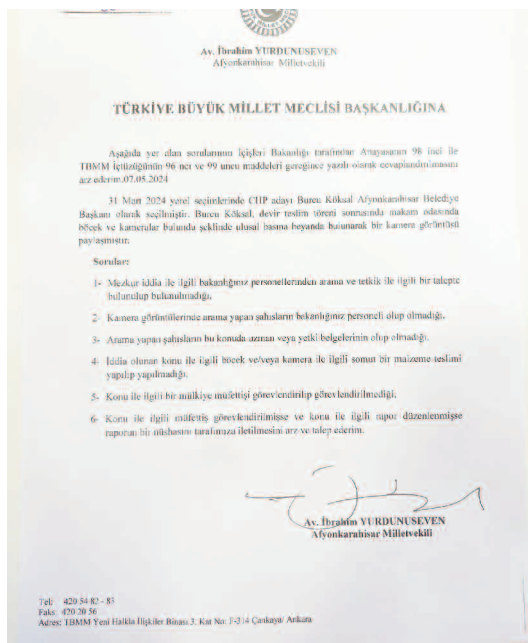 BÜYÜK MİLLET MECLİSİ
Av. İbrahim YURDUNUSEVEN
Afyonkarahisar Milletvekili
TÜRKİYE BÜYÜK MİLLET MECLİSİ BAŞKANLIĞINA
Aşağıda yer alan sorularımın İçişleri Bakanlığı tarafından Anayasanın 98 inci ile
TBMM İçtüzüğünün 96 ncı ve 99 uncu maddeleri gereğince yazılı olarak cevaplandırılmasını
arz ederim.07.05.2024
31 Mart 2024 yerel seçimlerinde CHP adayı Burcu Köksal Afyonkarahisar Belediye
Başkanı olarak seçilmiştir. Burcu Köksal, devir teslim töreni sonrasında makam odasında
böcek ve kameralar bulundu şeklinde ulusal basına beyanda bulunarak bir kamera görüntüsü
paylaşmıştır.
Sorular:
1- Mezkur iddia ile ilgili bakanlığınız personellerinden arama ve tetkik ile ilgili bir talepte
bulunulup bulunulmadığı,
2- Kamera görüntülerinde arama yapan şahısların bakanlığınız personeli olup olmadığı,
3- Arama yapan şahısların bu konuda uzman veya yetki belgelerinin olup olmadığı,
4- İddia olunan konu ile ilgili böcek ve/veya kamera ile ilgili somut bir malzeme teslimi
yapılıp yapılmadığı,
5- Konu ile ilgili bir mülkiye müfettişi görevlendirilip görevlendirilmediği,
6- Konu ile ilgili müfettiş görevlendirilmişse ve konu ile ilgili rapor düzenlenmişse
raporun bir nüshasını tarafımıza iletilmesini arz ve talep ederim.
Av. İbrahim YURDUNUSEVEN
Afyonkarahisar Milletvekili
Tel: 420 54 82 - 83
Faks: 420 20 56
Adres: TBMM Yeni Halkla İlişkiler Binası 3. Kat No: F-314 Çankaya/ Ankara